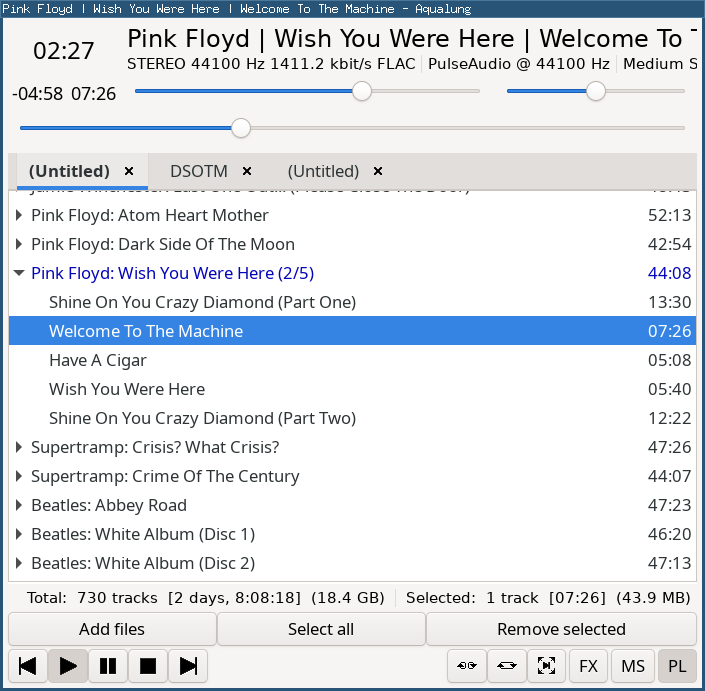 Pink Floyd | Wish You Were Here | Welcome To The Machine - Aqualung
02:27
Pink Floyd | Wish You Were Here | Welcome To
STEREO 44100 Hz 1411.2 kbit/s FLAC PulseAudio @ 44100 Hz Medium S
-04:58 07:26
(Untitled) × DSOTM × (Untitled) ×
Pink Floyd: Atom Heart Mother 52:13
Pink Floyd: Dark Side Of The Moon 42:54
Pink Floyd: Wish You Were Here (2/5) 44:08
Shine On You Crazy Diamond (Part One) 13:30
Welcome To The Machine 07:26
Have A Cigar 05:08
Wish You Were Here 05:40
Shine On You Crazy Diamond (Part Two) 12:22
Supertramp: Crisis? What Crisis? 47:26
Supertramp: Crime Of The Century 44:07
Beatles: Abbey Road 47:23
Beatles: White Album (Disc 1) 46:20
Beatles: White Album (Disc 2) 47:13
Total: 730 tracks [2 days, 8:08:18] (18.4 GB) Selected: 1 track [07:26] (43.9 MB)
Add files Select all Remove selected
FX MS PL